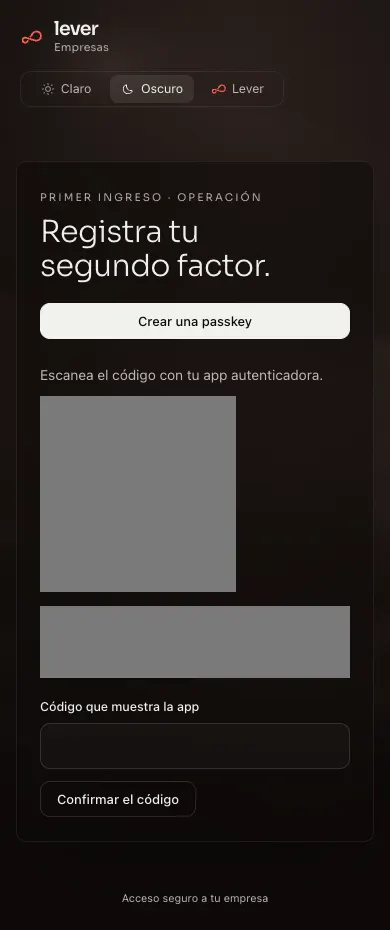 lever
Empresas
Claro
Oscuro
Lever
PRIMER INGRESO · OPERACIÓN
Registra tu
segundo factor.
Crear una passkey
Escanea el código con tu app autenticadora.
Código que muestra la app
Confirmar el código
Acceso seguro a tu empresa